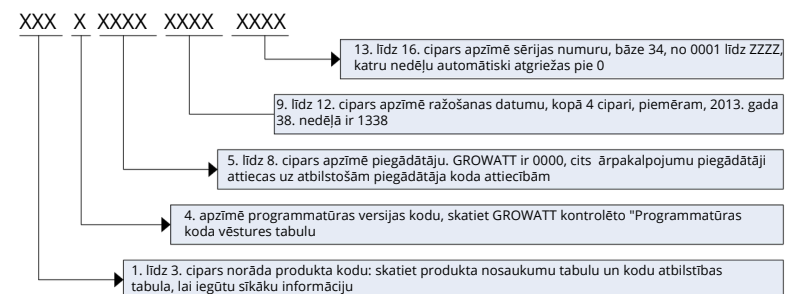 XXX X XXXX XXXX XXXX
13. līdz 16. cipars apzīmē sērijas numuru, bāze 34, no 0001 līdz ZZZZ,
katru nedēļu automātiski atgriežas pie 0
9. līdz 12. cipars apzīmē ražošanas datumu, kopā 4 cipari, piemēram, 2013. gada
38. nedēļā ir 1338
5. līdz 8. cipars apzīmē piegādātāju. GROWATT ir 0000, cits ārpakalpojumu piegādātāji
attiecas uz atbilstošām piegādātāja koda attiecībām
4. apzīmē programmatūras versijas kodu, skatiet GROWATT kontrolēto "Programmatūras
koda vēstures tabulu
1. līdz 3. cipars norāda produkta kodu: skatiet produkta nosaukumu tabulu un kodu atbilstības
tabula, lai iegūtu sīkāku informāciju